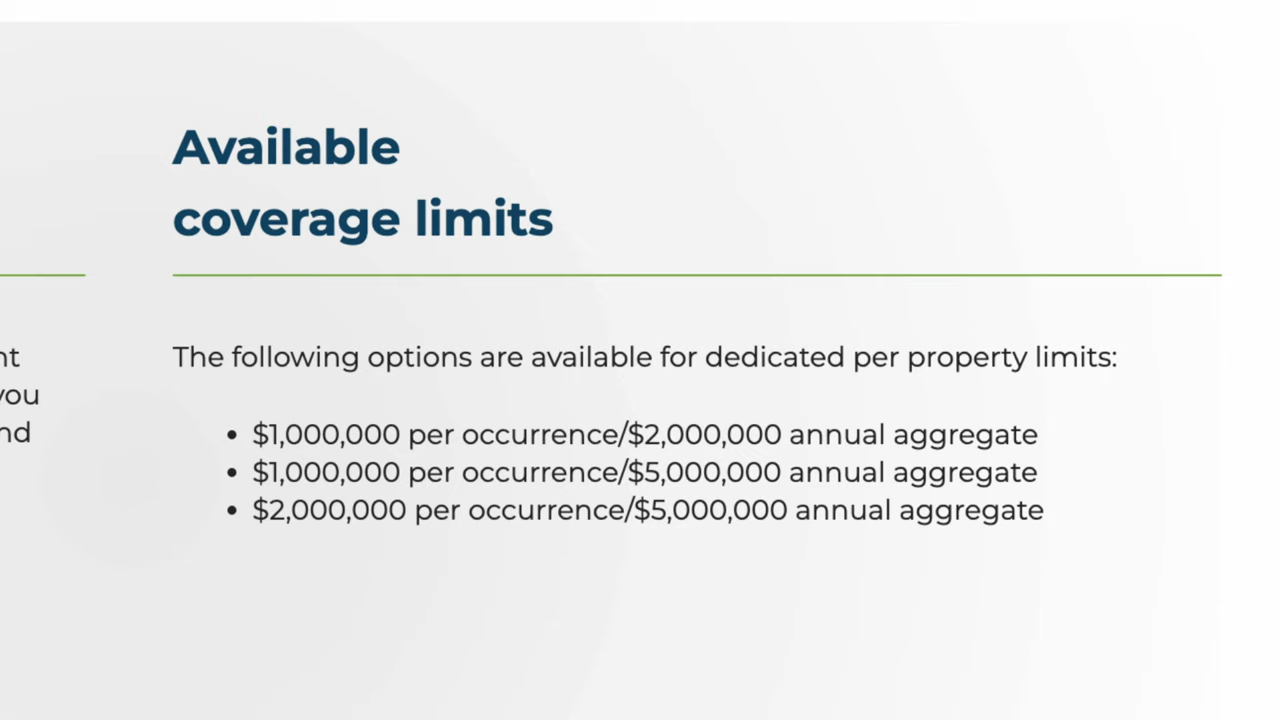 Available
coverage limits
The following options are available for dedicated per property limits:
• $1,000,000 per occurrence/$2,000,000 annual aggregate
• $1,000,000 per occurrence/$5,000,000 annual aggregate
• $2,000,000 per occurrence/$5,000,000 annual aggregate